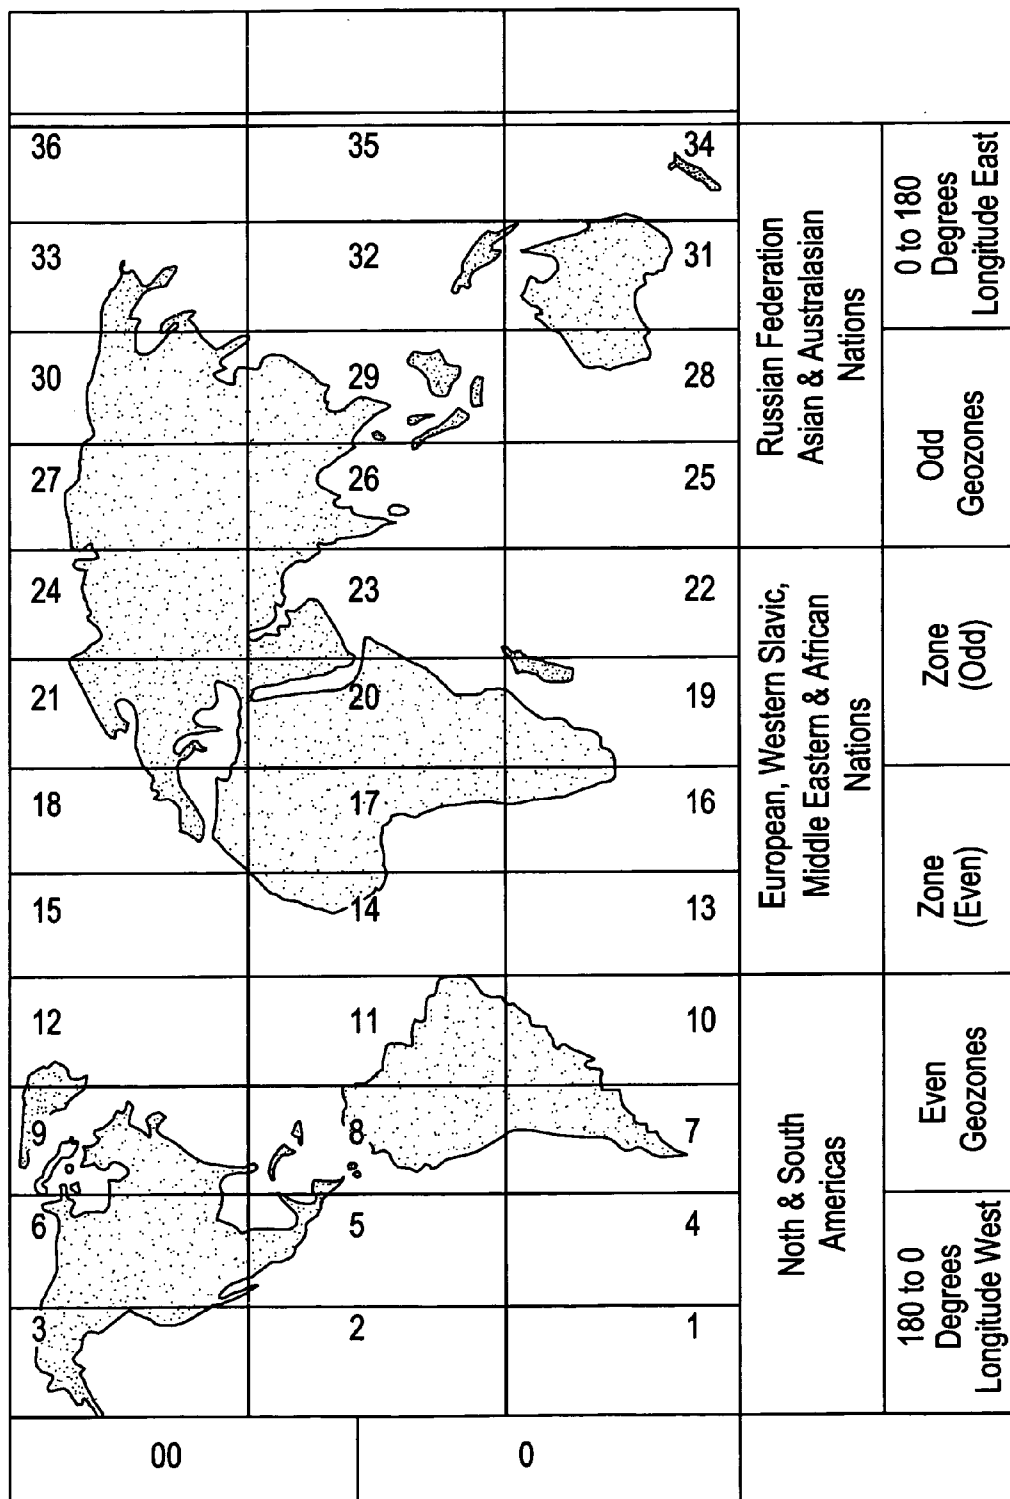 36
35
34
33
32
31
30
29
28
27
26
25
24
23
22
21
20
19
18
17
16
15
14
13
12
11
10
9
8
7
6
5
4
3
2
1
00
0
Noth & South
Americas
European, Western Slavic,
Middle Eastern & African
Nations
Russian Federation
Asian & Australasian
Nations
180 to 0
Degrees
Longitude West
Even
Geozones
Zone
(Even)
Zone
(Odd)
Odd
Geozones
0 to 180
Degrees
Longitude East